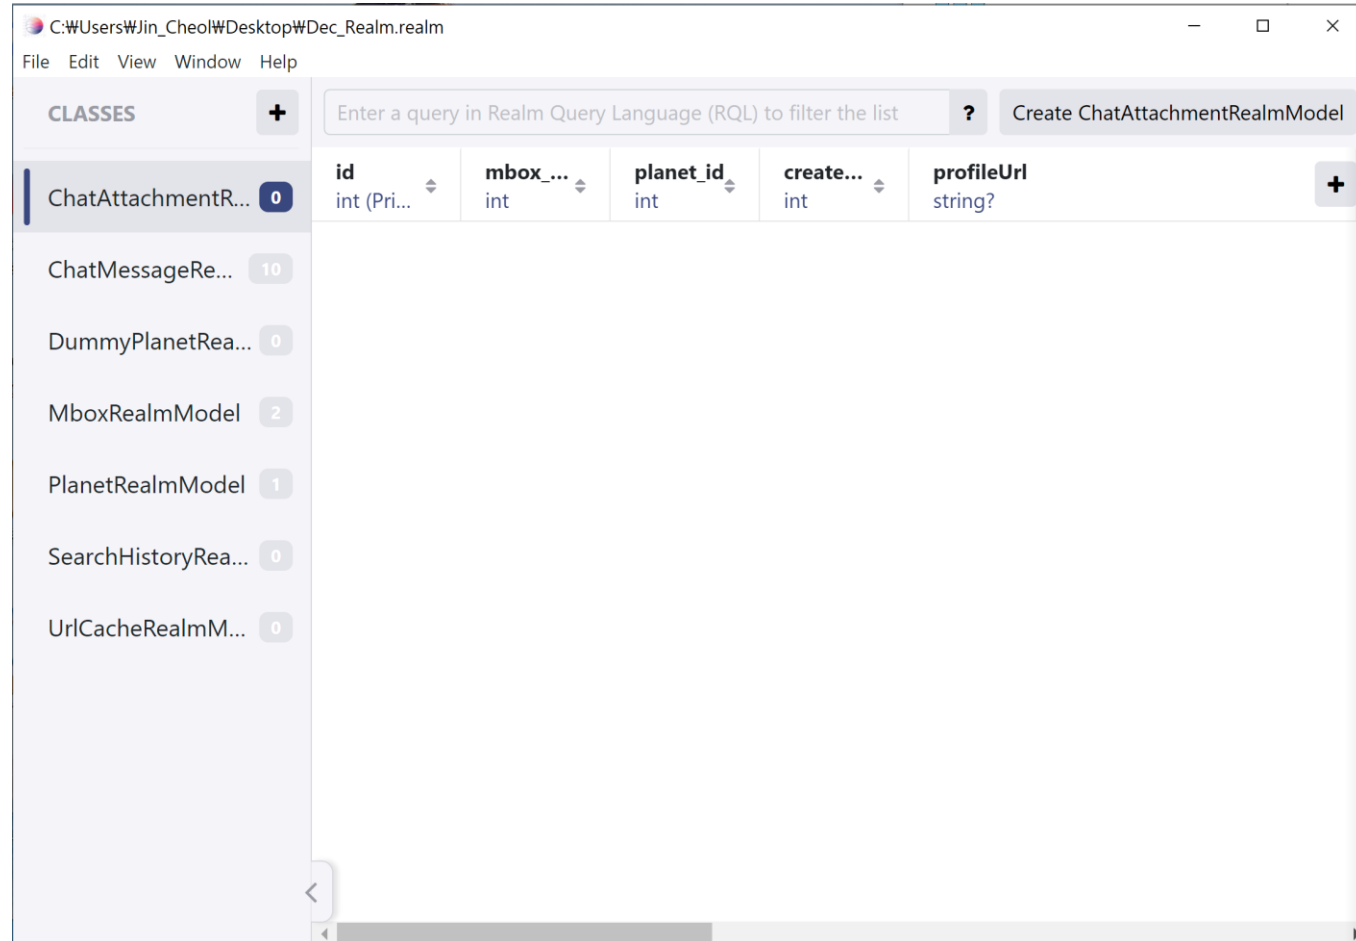 C:₩Users₩Jin_Cheol₩Desktop₩Dec_Realm.realm
File Edit View Window Help
CLASSES
Enter a query in Realm Query Language (RQL) to filter the list
?
Create ChatAttachmentRealmModel
ChatAttachmentR... 0
ChatMessageRe... 10
DummyPlanetRea... 0
MboxRealmModel 2
PlanetRealmModel 1
SearchHistoryRea... 0
UrlCacheRealmM... 0
id mbox_... planet_id create... profileUrl
int (Pri... int int int string?